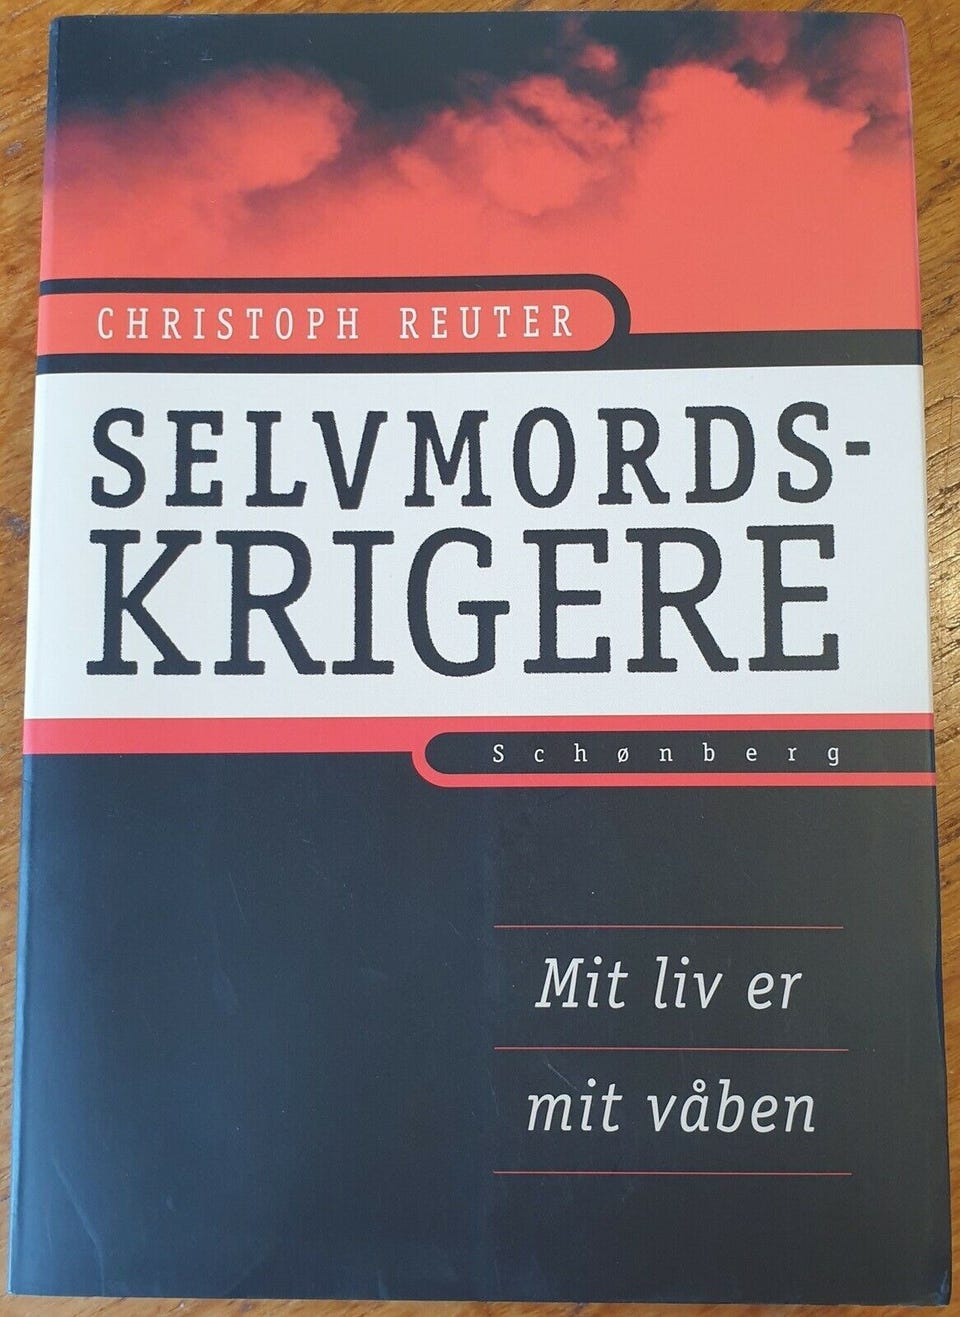 CHRISTOPH REUTER
SELVMORDS-
KRIGERE
Schønberg
Mit liv er
mit våben